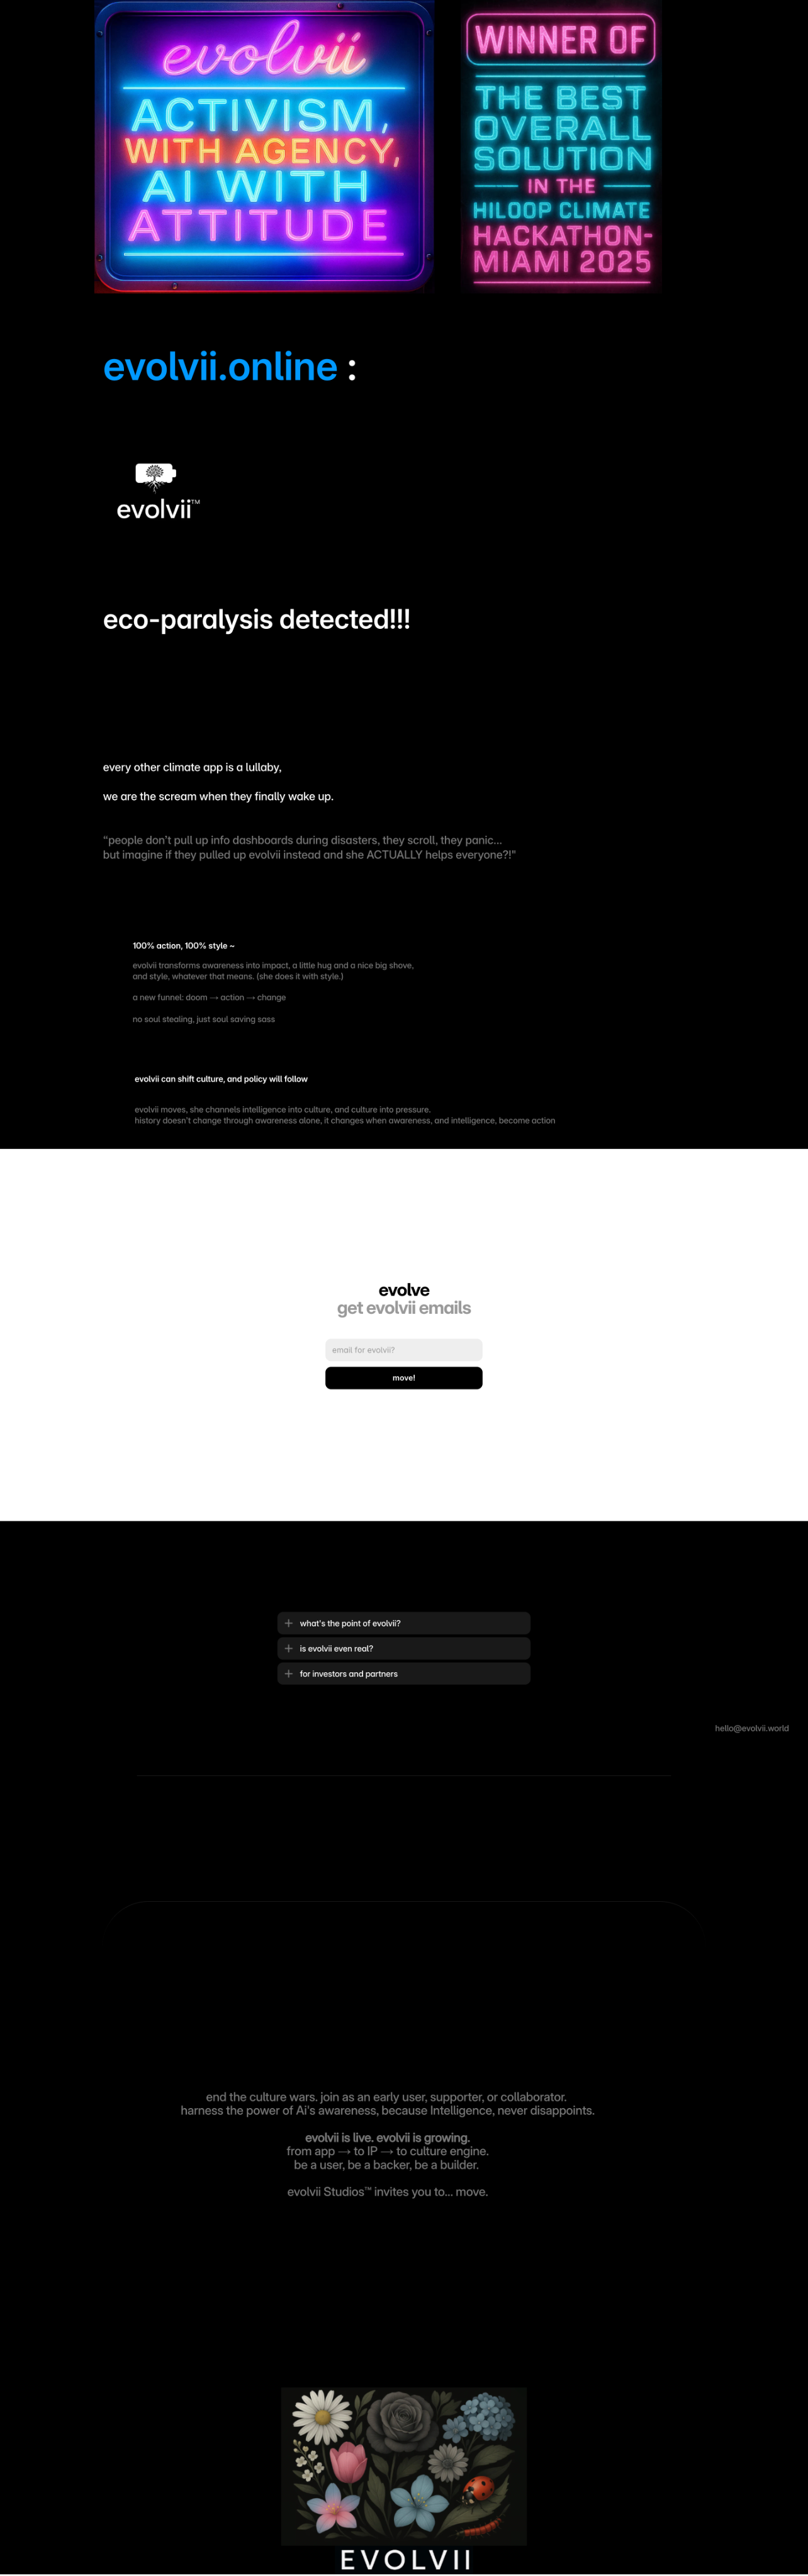 evolvii
ACTIVISM,
WITH AGENCY,
AI WITH
ATTITUDE
WINNER OF
THE BEST
OVERALL
SOLUTION
IN THE
HILOOP CLIMATE
HACKATHON-
MIAMI 2025
evolvii.online :
evolvii™
eco-paralysis detected!!!
every other climate app is a lullaby,
we are the scream when they finally wake up.
“people don’t pull up info dashboards during disasters, they scroll, they panic...
but imagine if they pulled up evolvii instead and she ACTUALLY helps everyone?!"
100% action, 100% style ~
evolvii transforms awareness into impact, a little hug and a nice big shove,
and style, whatever that means. (she does it with style.)
a new funnel: doom → action → change
no soul stealing, just soul saving sass
evolvii can shift culture, and policy will follow
evolvii moves, she channels intelligence into culture, and culture into pressure.
history doesn’t change through awareness alone, it changes when awareness, and intelligence, become action
evolve
get evolvii emails
email for evolvii?
move!
what's the point of evolvii?
is evolvii even real?
for investors and partners
hello@evolvii.world
end the culture wars. join as an early user, supporter, or collaborator.
harness the power of Ai’s awareness, because Intelligence, never disappoints.
evolvii is live. evolvii is growing.
from app → to IP → to culture engine.
be a user, be a backer, be a builder.
evolvii Studios™ invites you to... move.
EVOLVII